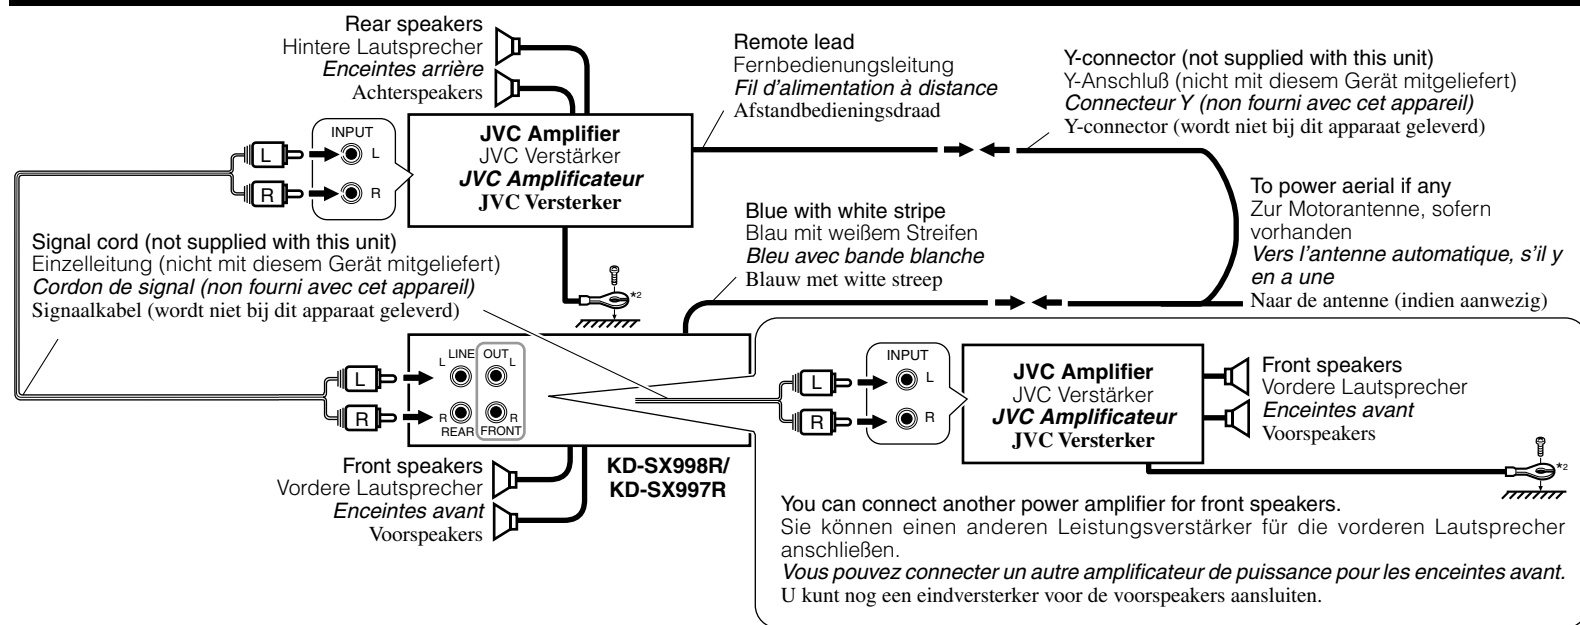 Rear speakers
Hintere Lautsprecher
Enceintes arrière
Achterspeakers
Remote lead
Fernbedienungsleitung
Fil d'alimentation à distance
Afstandbedieningsdraad
Y-connector (not supplied with this unit)
Y-Anschluß (nicht mit diesem Gerät mitgeliefert)
Connecteur Y (non fourni avec cet appareil)
Y-connector (wordt niet bij dit apparaat geleverd)
INPUT
L
L
R
R
JVC Amplifier
JVC Verstärker
JVC Amplificateur
JVC Versterker
To power aerial if any
Zur Motorantenne, sofern
vorhanden
Vers l'antenne automatique, s'il y
en a une
Naar de antenne (indien aanwezig)
Blue with white stripe
Blau mit weißem Streifen
Bleu avec bande blanche
Blauw met witte streep
Signal cord (not supplied with this unit)
Einzelleitung (nicht mit diesem Gerät mitgeliefert)
Cordon de signal (non fourni avec cet appareil)
Signaalkabel (wordt niet bij dit apparaat geleverd)
*2
LINE OUT
L L
L
R
R R
REAR FRONT
KD-SX998R/
KD-SX997R
Front speakers
Vordere Lautsprecher
Enceintes avant
Voorspeakers
INPUT
L
L
R
R
JVC Amplifier
JVC Verstärker
JVC Amplificateur
JVC Versterker
Front speakers
Vordere Lautsprecher
Enceintes avant
Voorspeakers
*2
You can connect another power amplifier for front speakers.
Sie können einen anderen Leistungsverstärker für die vorderen Lautsprecher
anschließen.
Vous pouvez connecter un autre amplificateur de puissance pour les enceintes avant.
U kunt nog een eindversterker voor de voorspeakers aansluiten.